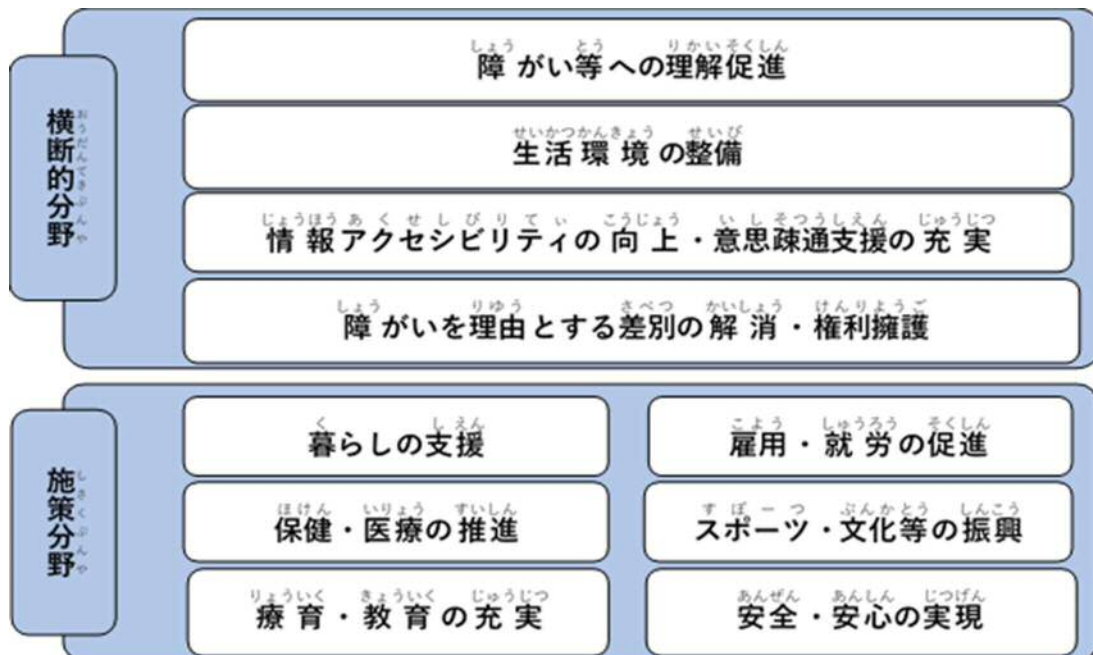 横断的分野
障がい等への理解促進
生活環境の整備
情報アクセシビリティの向上・意思疎通支援の充実
障がいを理由とする差別の解消・権利擁護
施策分野
暮らしの支援
雇用・就労の促進
保健・医療の推進
スポーツ・文化等の振興
療育・教育の充実
安全・安心の実現